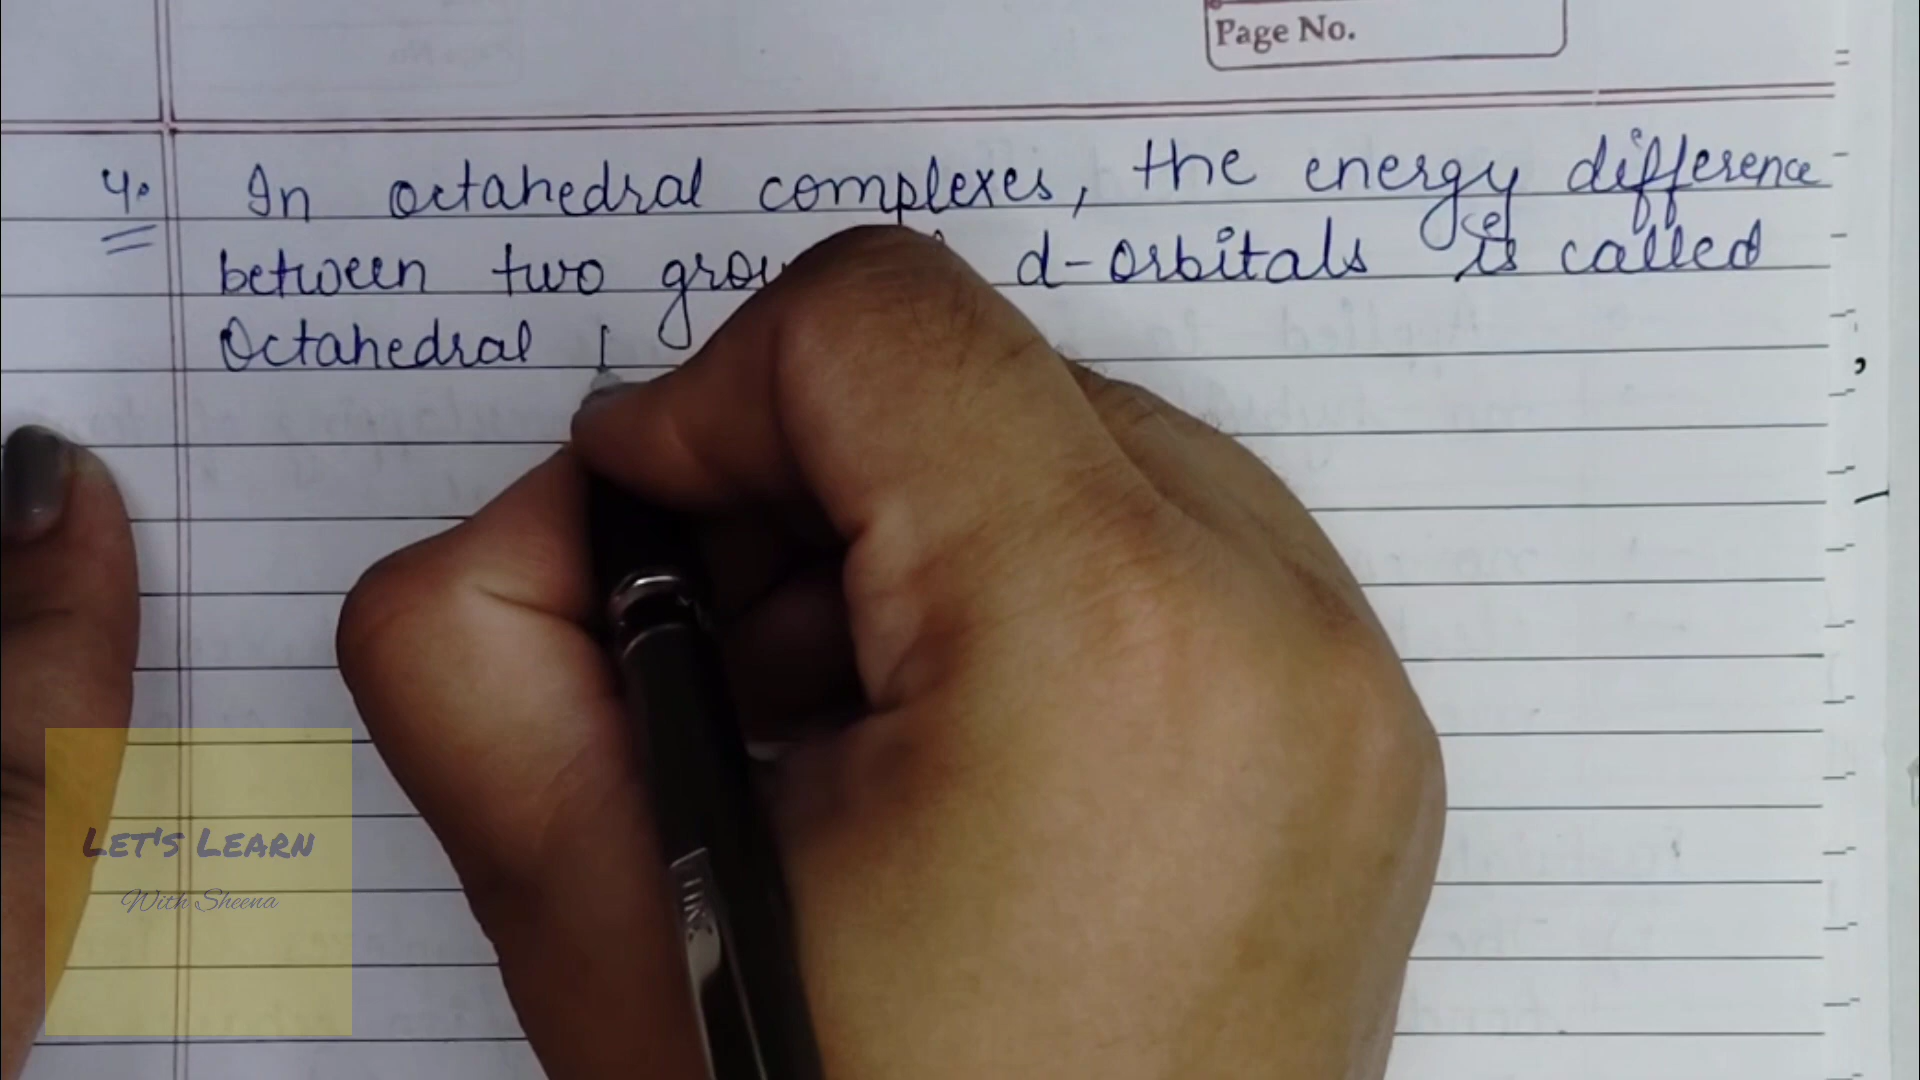 Page No.
4. In octahedral complexes, the energy difference
between two d-orbitals is called
Octahedral
LET'S LEARN
With Sheena